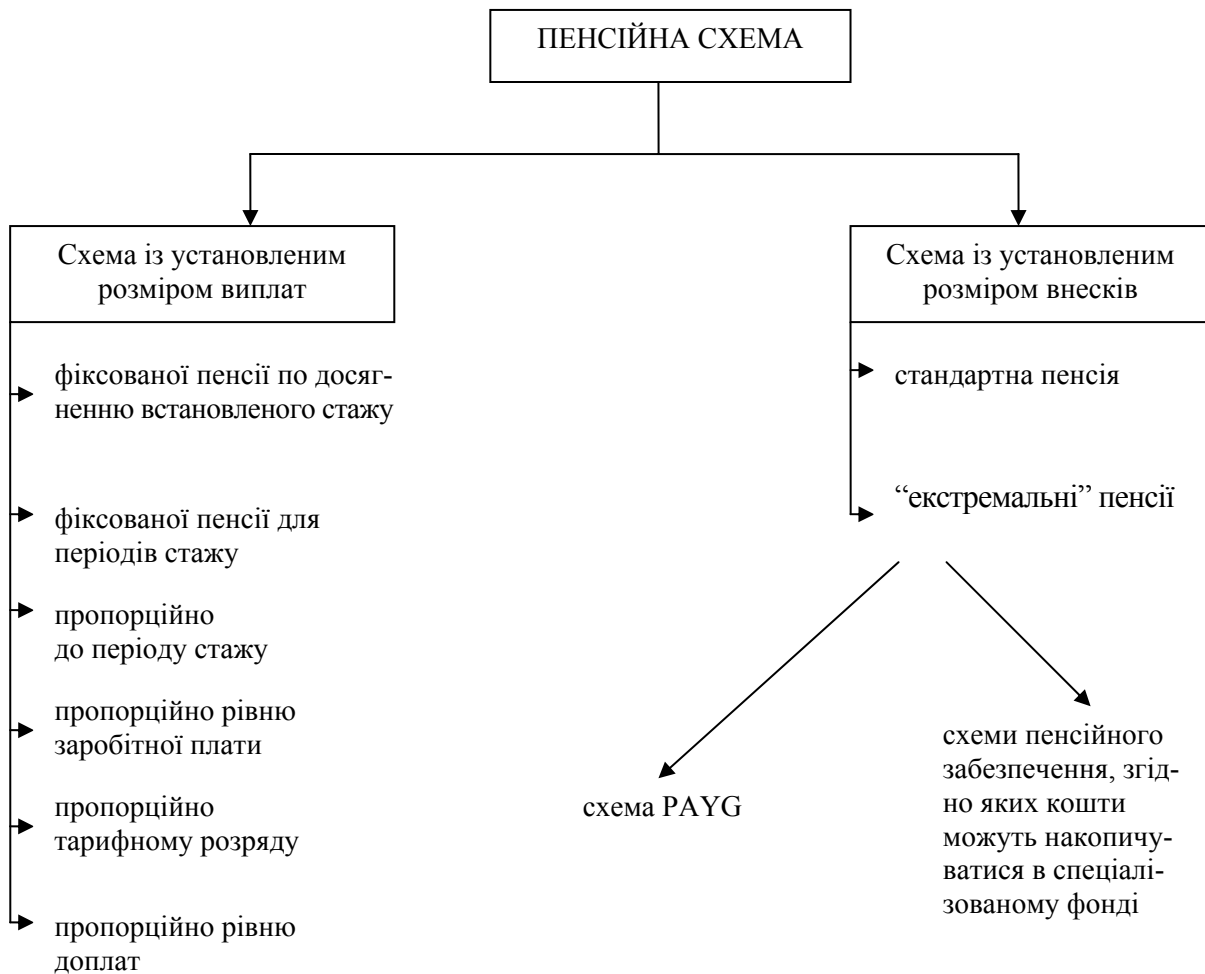 ПЕНСІЙНА СХЕМА
Схема із установленим
розміром виплат
фіксованої пенсії по досяг-
ненню встановленого стажу
фіксованої пенсії для
періодів стажу
пропорційно
до періоду стажу
пропорційно рівню
заробітної плати
пропорційно
тарифному розряду
пропорційно рівню
доплат
Схема із установленим
розміром внесків
стандартна пенсія
“екстремальні” пенсії
схема PAYG
схеми пенсійного
забезпечення, згід-
но яких кошти
можуть накопичу-
ватися в спеціалі-
зованому фонді